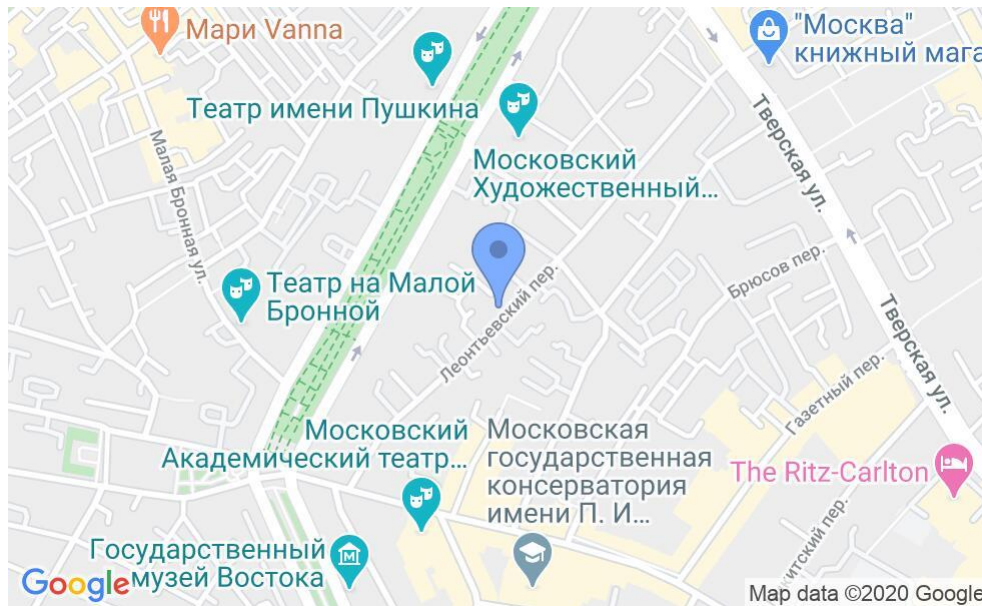 Мари Vanna
"Москва"
книжный мага
Театр имени Пушкина
Московский
Художественный...
Тверская ул.
Малая Бронная ул.
Брюсов пер.
Театр на Малой
Бронной
Леонтьевский пер.
Тверская ул.
Газетный пер.
Московский
Академический театр...
Московская
государственная
консерватория
имени П. И...
The Ritz-Carlton
китский пер.
Государственный
музей Востока
Google
Map data ©2020 Google